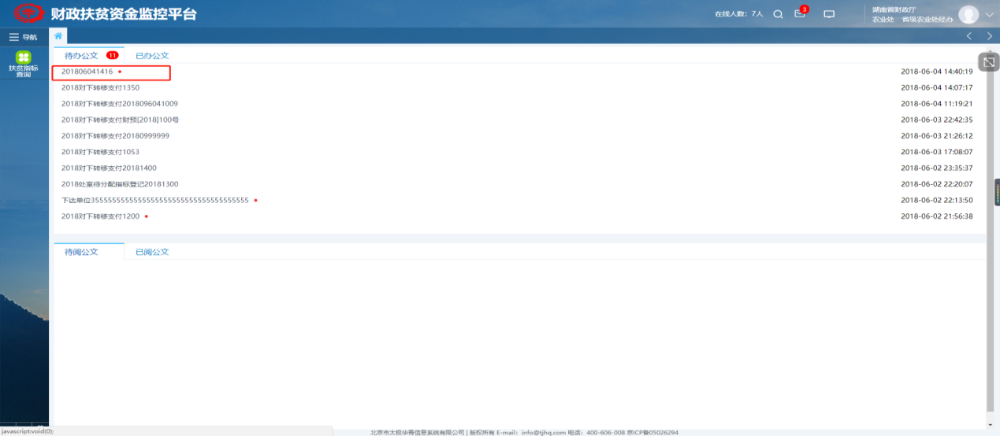 财政扶贫资金监控平台
在线人数：7人 3 湖南省财政厅
农业处 省级农业处经办
导航
扶贫指标
查询
待办公文 11 已办公文
201806041416 2018-06-04 14:40:19
2018对下转移支付1350 2018-06-04 14:07:17
2018对下转移支付2018096041009 2018-06-04 11:19:21
2018对下转移支付财预[2018]100号 2018-06-03 22:42:35
2018对下转移支付20180999999 2018-06-03 21:26:12
2018对下转移支付1053 2018-06-03 17:08:07
2018对下转移支付20181400 2018-06-02 23:35:37
2018处室待分配指标登记20181300 2018-06-02 22:20:07
下达单位3555555555555555555555555555555555555 2018-06-02 22:13:50
2018对下转移支付1200 2018-06-02 21:56:38
待阅公文 已阅公文
javascript:void(0);
北京市太极华青信息系统有限公司 | 版权所有 E-mail：info@tjhq.com 电话：400-606-008 京ICP备05026294